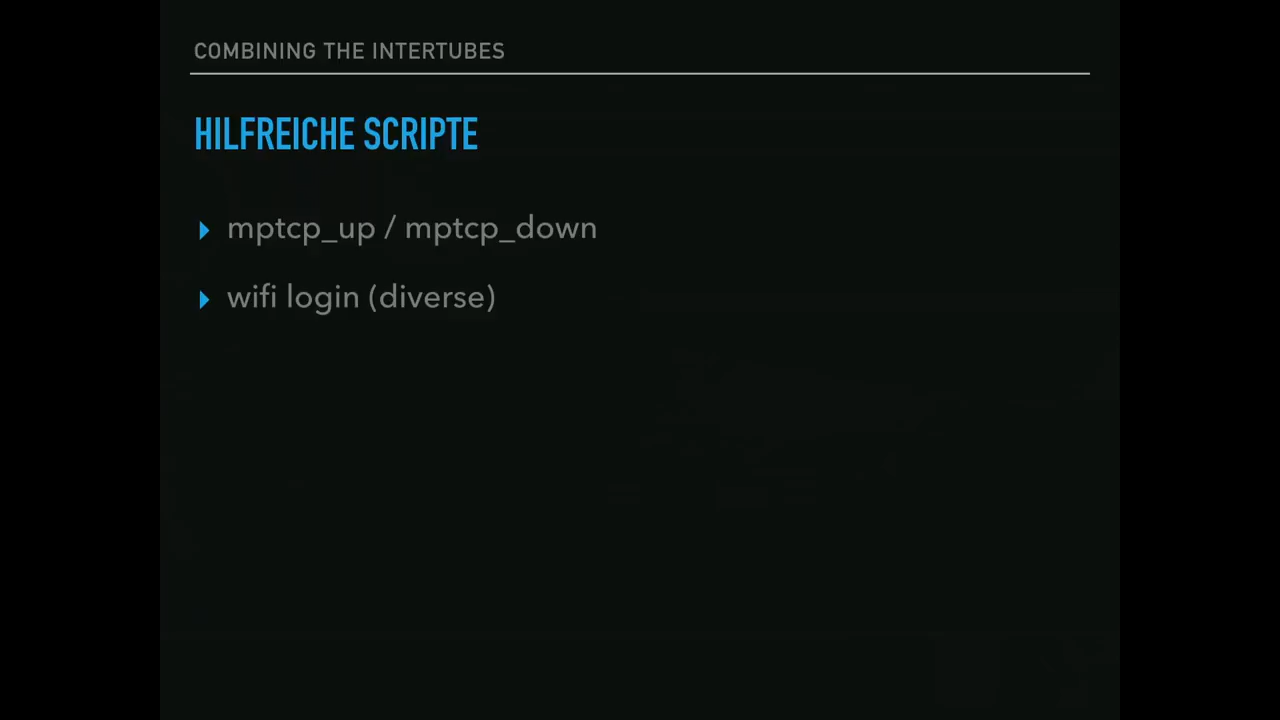 COMBINING THE INTERTUBES
HILFREICHE SCRIPTE
mptcp_up / mptcp_down
wifi login (diverse)